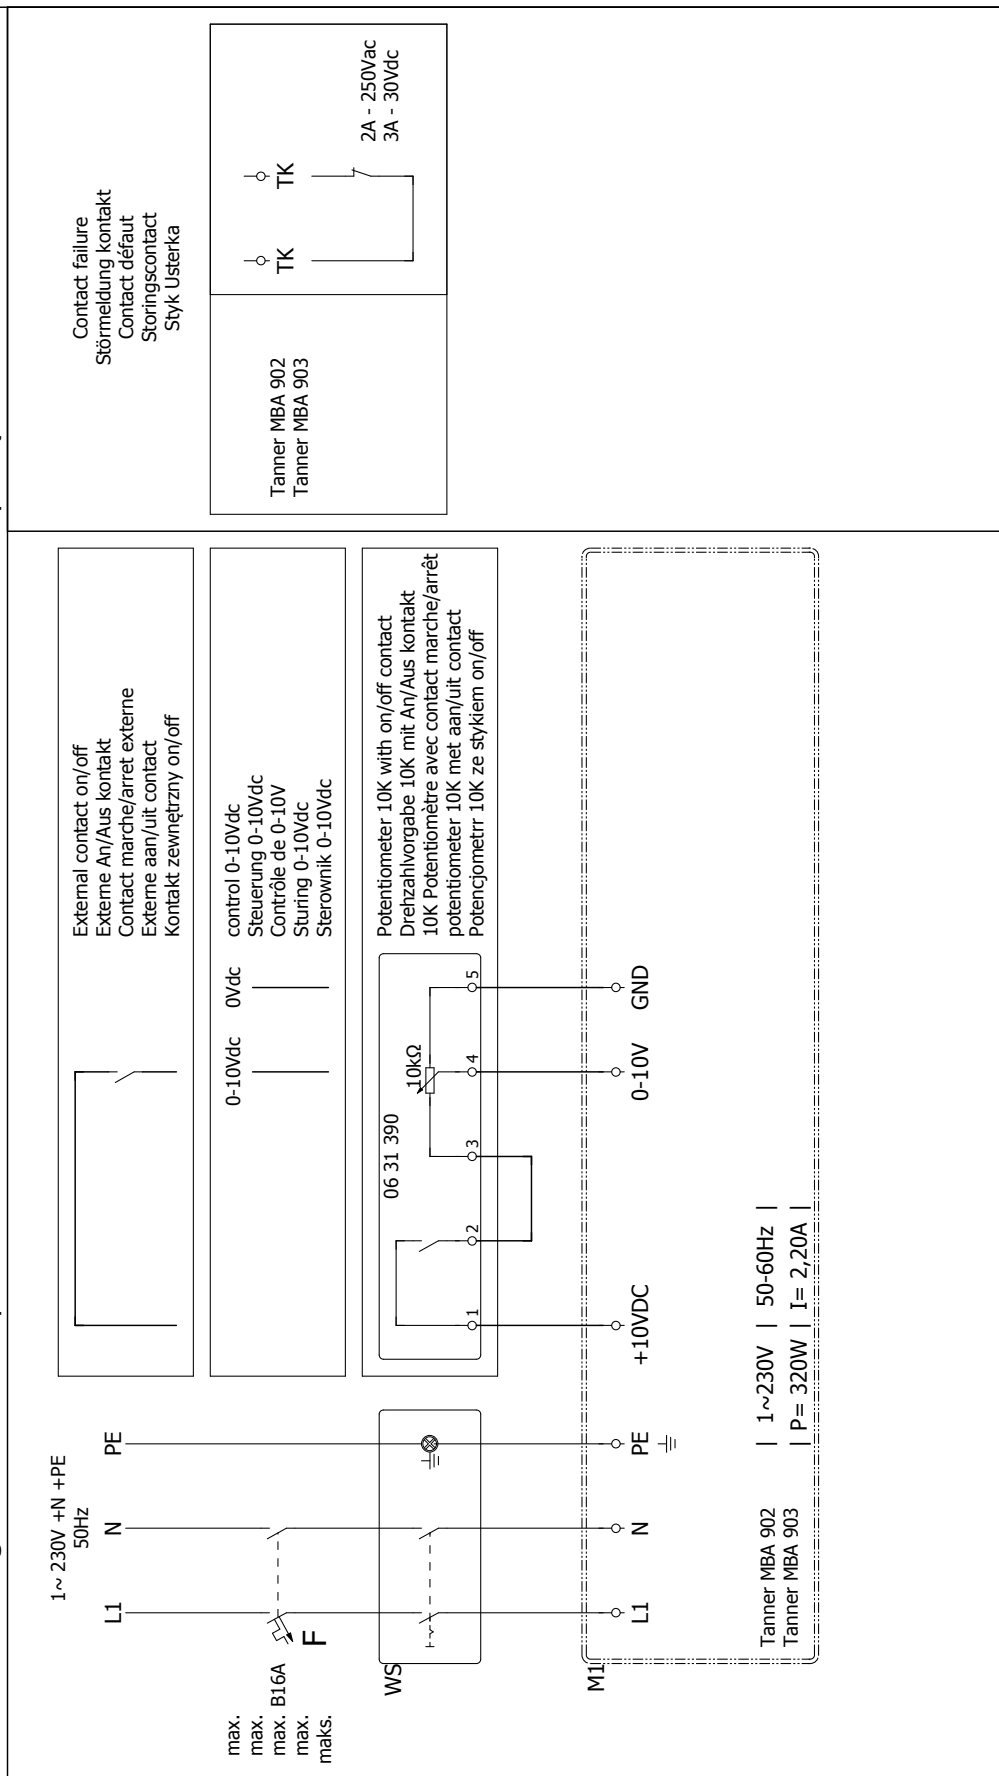 1~ 230V +N +PE
50Hz
L1
N
PE
max.
max.
max. B16A
max.
maks.
F
WS
M1
L1
N
PE
+10VDC
0-10V
GND
Tanner MBA 902
Tanner MBA 903
| 1~230V | 50-60Hz |
| P= 320W | I= 2,20A |
External contact on/off
Externe An/Aus kontakt
Contact marche/arret externe
Externe aan/uit contact
Kontakt zewnętrzny on/off
0-10Vdc
0Vdc
control 0-10Vdc
Steuerung 0-10Vdc
Contrôle de 0-10V
Sturing 0-10Vdc
Sterownik 0-10Vdc
06 31 390
10kΩ
1
2
3
4
5
Potentiometer 10K with on/off contact
Drehzahlvorgabe 10K mit An/Aus kontakt
10K Potentiomètre avec contact marche/arrêt
potentiometer 10K met aan/uit contact
Potencjometrr 10K ze stykiem on/off
Contact failure
Störmeldung kontakt
Contact défaut
Storingscontact
Styk Usterka
Tanner MBA 902
Tanner MBA 903
TK
TK
2A - 250Vac
3A - 30Vdc